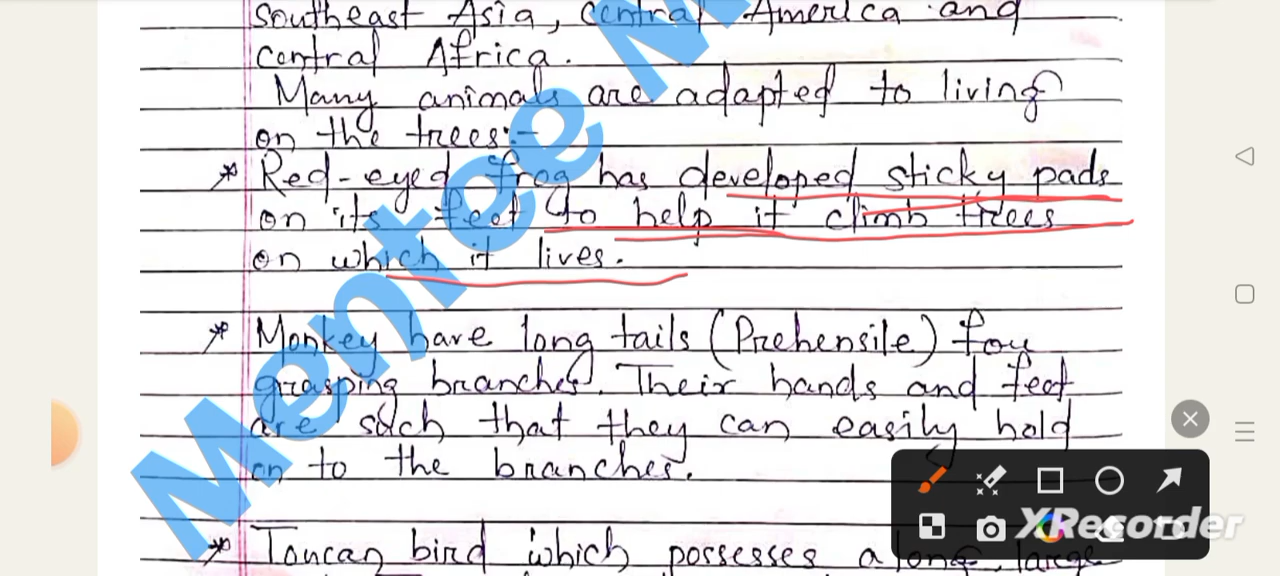 Southeast Asia, Central America and
central Africa.
Many animals are adapted to living
on the trees:-
* Red-eyed frog has developed sticky pads
on its feet to help it climb trees
on which it lives.
* Monkey have long tails (Prehensile) for
grasping branches. Their hands and feet
are such that they can easily hold
on to the branches.
* Toucan bird which possesses a long, large
Mentee M
XRecorder